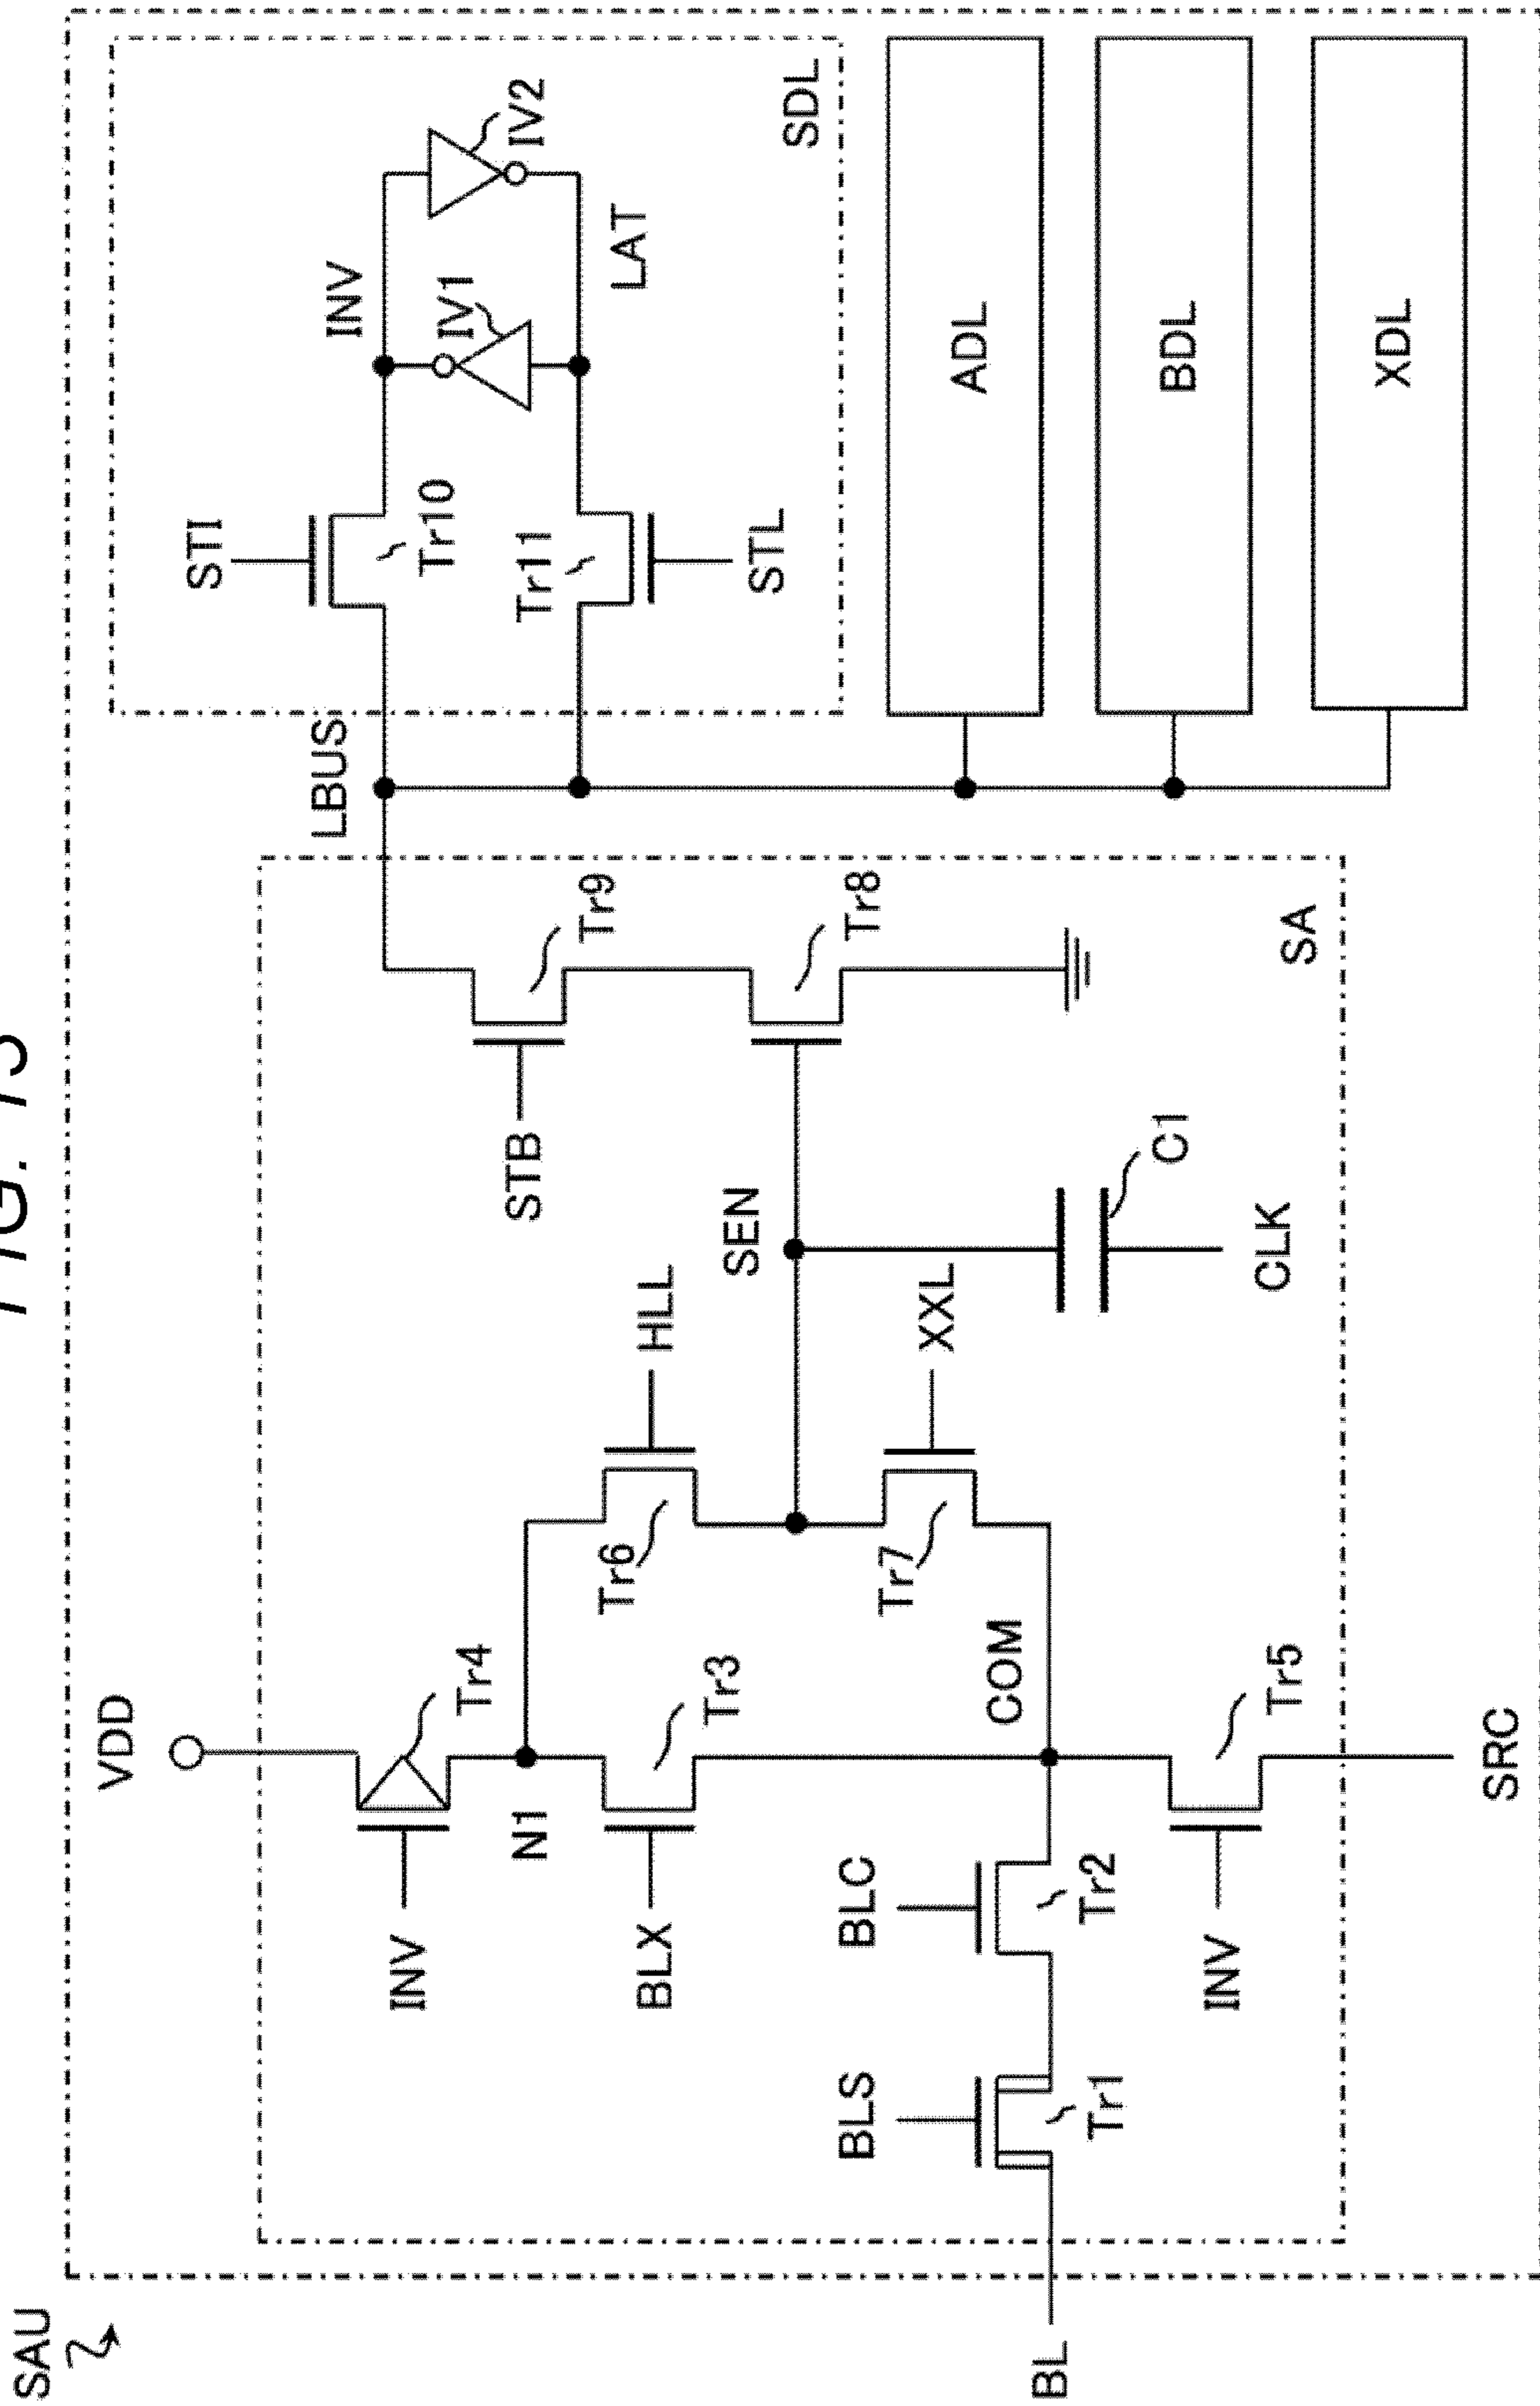 FIG. 13
SAU
VDD
INV
Tr4
N1
BLX
Tr3
Tr6
HLL
SEN
STB
Tr9
Tr8
LBUS
STI
Tr10
INV
IV1
IV2
Tr11
STL
LAT
SDL
BLS
Tr1
BLC
Tr2
COM
Tr7
XXL
C1
CLK
BL
INV
Tr5
SRC
SA
ADL
BDL
XDL